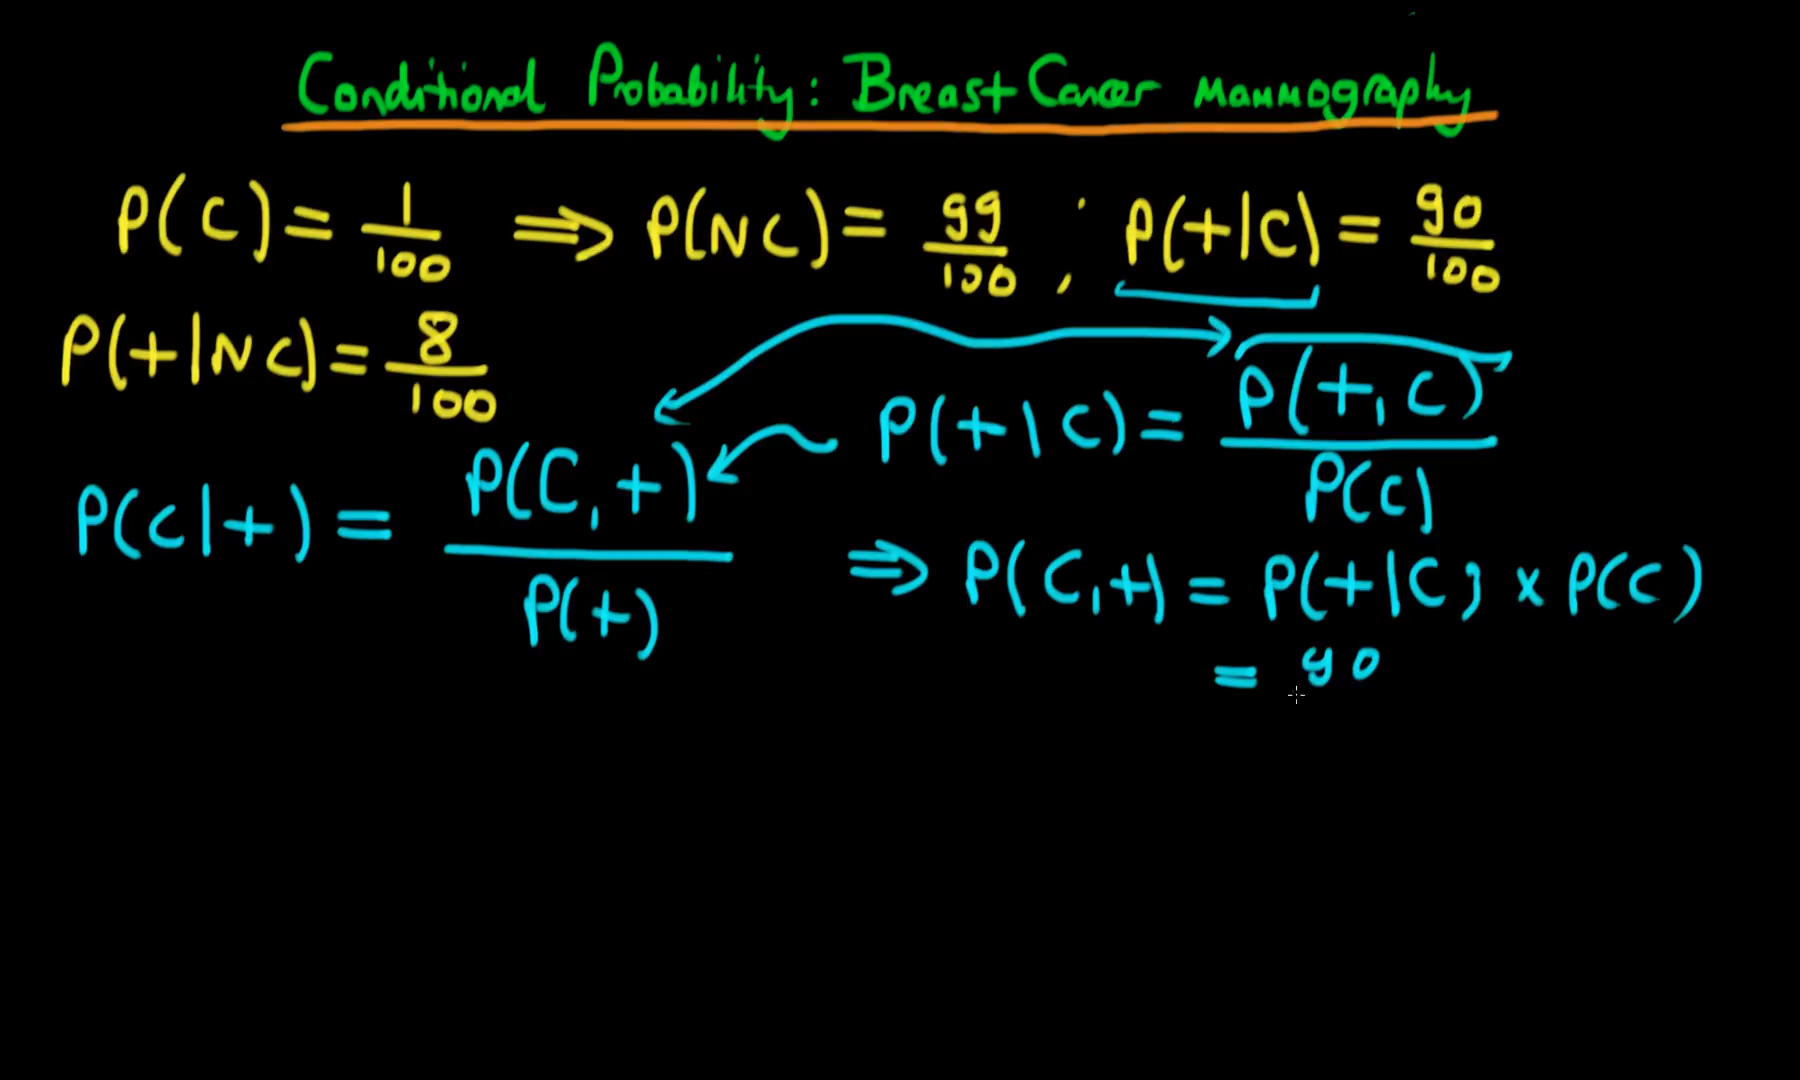 Conditional Probability: Breast Cancer Mammography
P(C) = 1/100 ⇒ P(NC) = 99/100 ; P(+|C) = 90/100
P(+|NC) = 8/100
P(+|C) = P(+,C)/P(C)
P(C|+) = P(C,+)/P(+)
⇒ P(C,+) = P(+|C) × P(C)
= 90